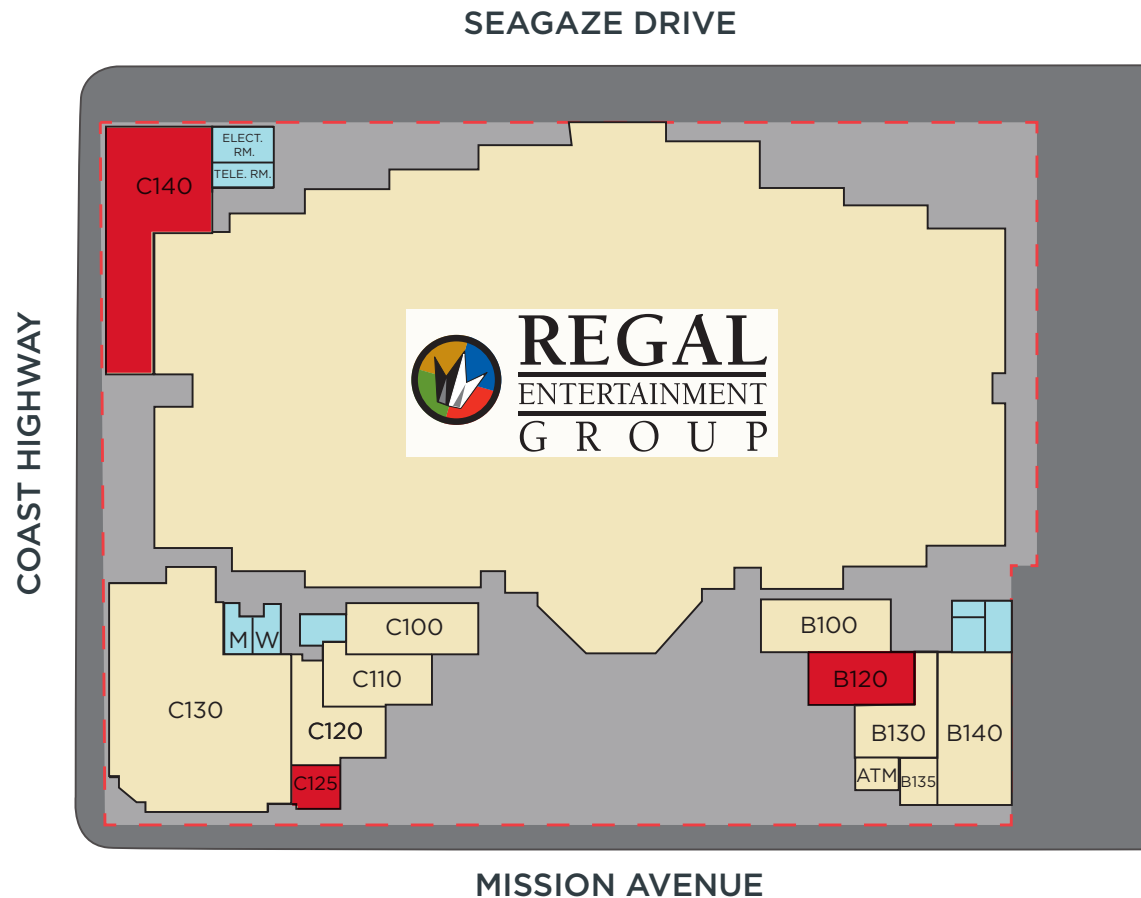 SEAGAZE DRIVE
ELECT.
RM.
TELE. RM.
C140
COAST HIGHWAY
REGAL
ENTERTAINMENT
GROUP
M W
C100
B100
C110
B120
C130
C120
B130
B140
C125
ATM
B135
MISSION AVENUE